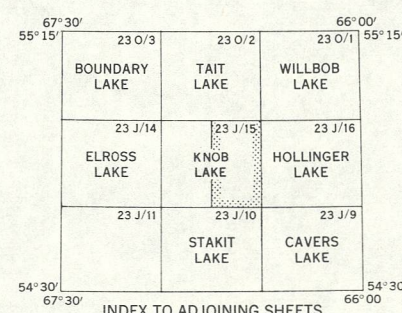 67°30′ 66°00′
55°15′ 55°15′
23 O/3 23 O/2 23 O/1
BOUNDARY LAKE TAIT LAKE WILLBOB LAKE
23 J/14 23 J/15 23 J/16
ELROSS LAKE KNOB LAKE HOLLINGER LAKE
23 J/11 23 J/10 23 J/9
STAKIT LAKE CAVERS LAKE
54°30′ 54°30′
67°30′ 66°00′
INDEX TO ADJOINING SHEETS